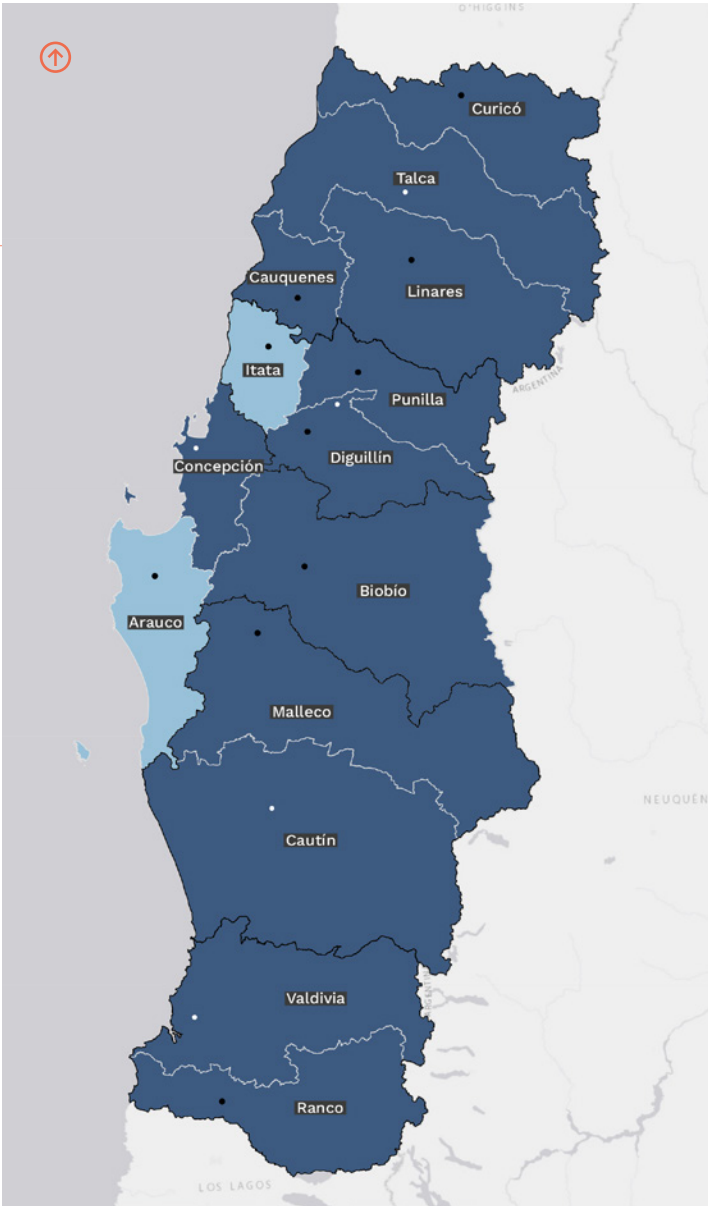 O'HIGGINS
Curicó
Talca
Cauquenes
Linares
Itata
ARGENTINA
Punilla
Diguillín
Concepción
Biobío
Arauco
Malleco
NEUQUÉN
Cautín
ARGENTINA
Valdivia
Ranco
LOS LAGOS